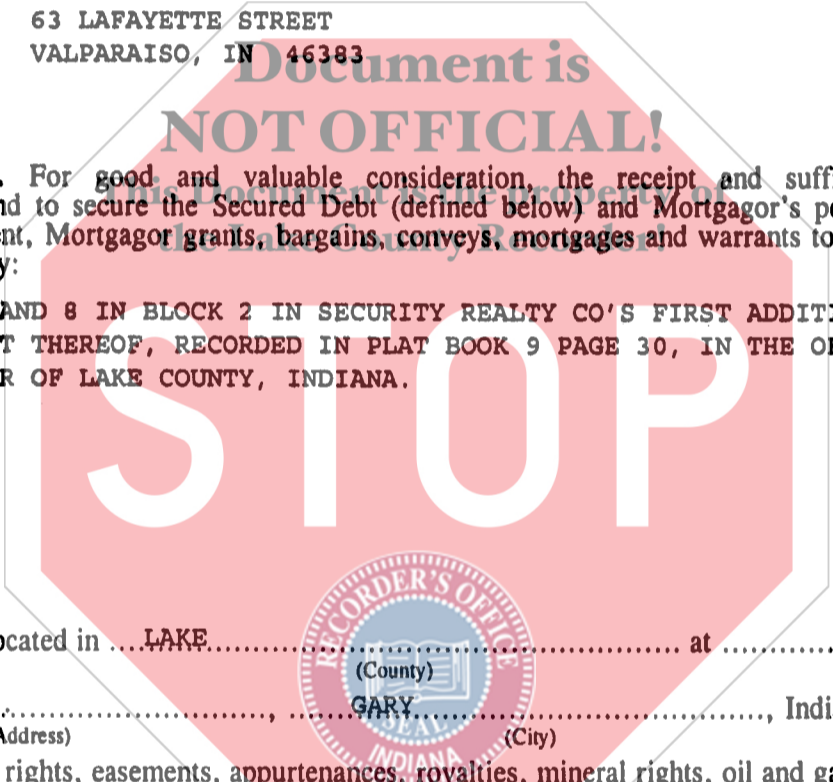 63 LAFAYETTE STREET
VALPARAISO, IN 46383
Document is
NOT OFFICIAL!
. For good and valuable consideration, the receipt and suff
This Document is the property of
nd to secure the Secured Debt (defined below) and Mortgagor's p
nt, Mortgagor grants, bargains, conveys, mortgages and warrants to
the Lake County Recorder!
y:
AND 8 IN BLOCK 2 IN SECURITY REALTY CO'S FIRST ADDITI
T THEREOF, RECORDED IN PLAT BOOK 9 PAGE 30, IN THE O
R OF LAKE COUNTY, INDIANA.
STOP
RECORDER'S OFFICE
ocated in ....LAKE.................................................................. at .................
(County)
......................................, ........GARY............................................., Indi
Address) (City)
SEAL
INDIANA
rights, easements, appurtenances, royalties, mineral rights, oil and g